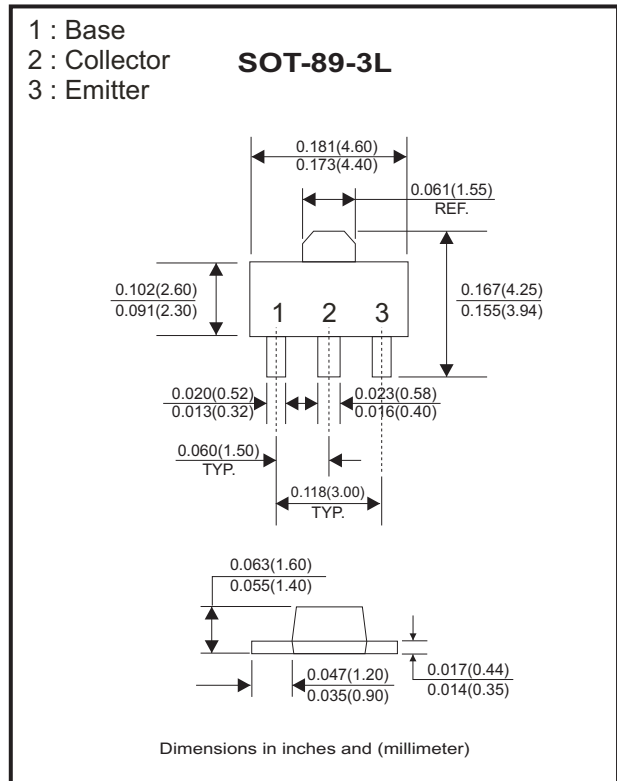 1 : Base
2 : Collector
SOT-89-3L
3 : Emitter
0.181(4.60)
0.173(4.40)
0.061(1.55)
REF.
0.102(2.60)
0.091(2.30)
0.167(4.25)
0.155(3.94)
1 2 3
0.020(0.52)
0.013(0.32)
0.023(0.58)
0.016(0.40)
0.060(1.50)
TYP.
0.118(3.00)
TYP.
0.063(1.60)
0.055(1.40)
0.047(1.20)
0.035(0.90)
0.017(0.44)
0.014(0.35)
Dimensions in inches and (millimeter)